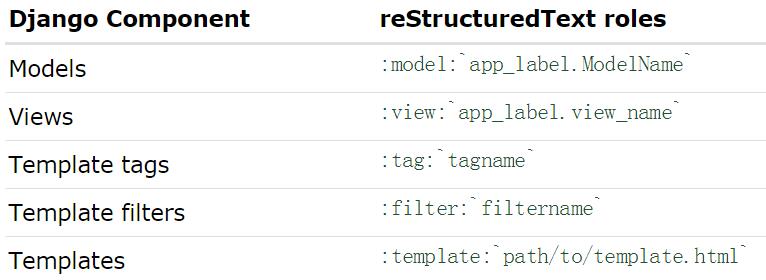 Django Component reStructuredText roles
Models :model:`app_label.ModelName`
Views :view:`app_label.view_name`
Template tags :tag:`tagname`
Template filters :filter:`filtername`
Templates :template:`path/to/template.html`